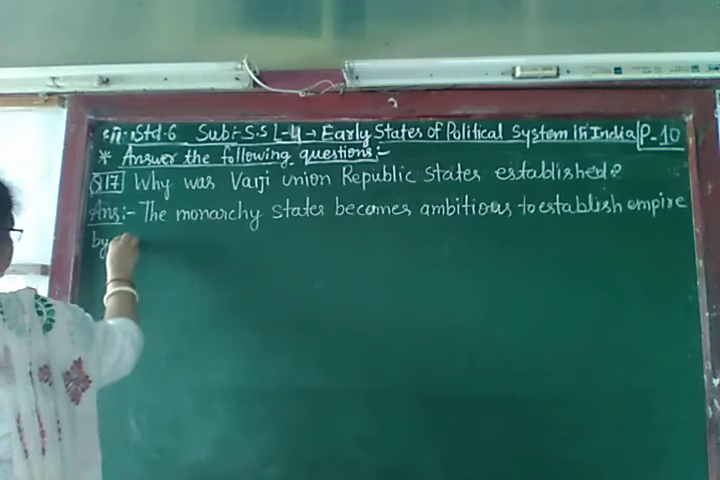 Std-6 Sub:-S.S L-4 → Early States of Political System in India P-10
* Answer the following questions:-
Q17 Why was Vajji union Republic States established?
Ans:- The monarchy states becomes ambitious to establish empire
by